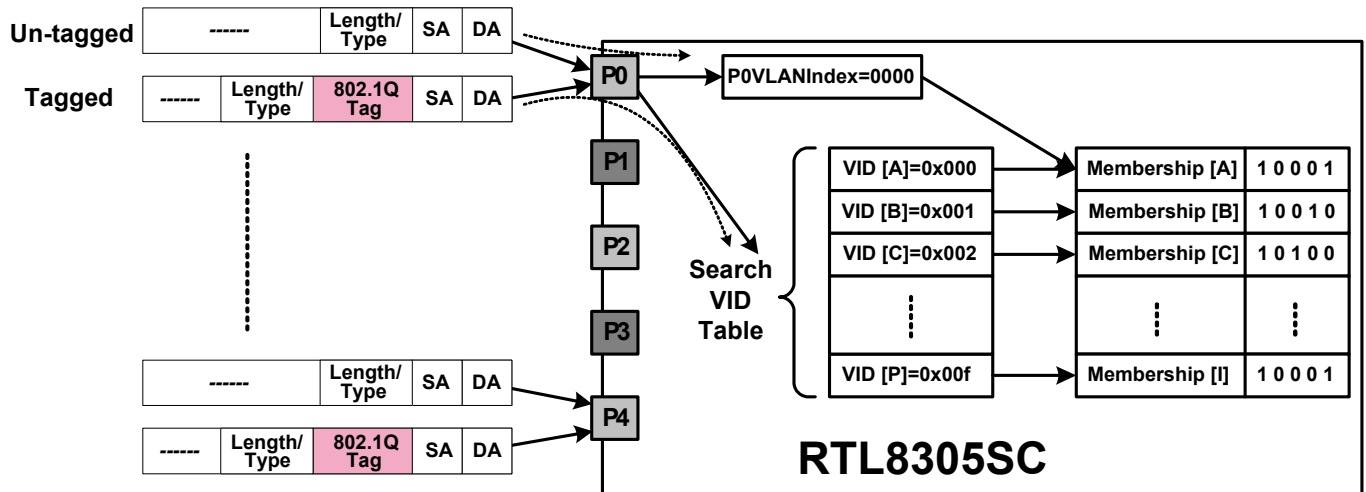 Un-tagged
------ Length/ Type SA DA
Tagged
------ Length/ Type 802.1Q Tag SA DA
P0
P0VLANIndex=0000
P1
P2
P3
P4
Search
VID
Table
VID [A]=0x000 Membership [A] 1 0 0 0 1
VID [B]=0x001 Membership [B] 1 0 0 1 0
VID [C]=0x002 Membership [C] 1 0 1 0 0
VID [P]=0x00f Membership [I] 1 0 0 0 1
------ Length/ Type SA DA
------ Length/ Type 802.1Q Tag SA DA
RTL8305SC